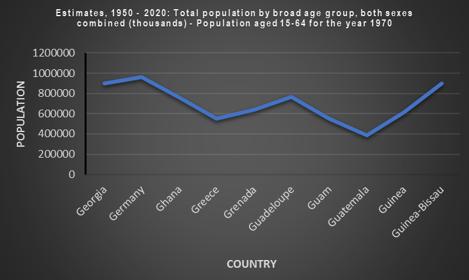 Estimates, 1950 - 2020: Total population by broad age group, both sexes
combined (thousands) - Population aged 15-64 for the year 1970
POPULATION
1200000
1000000
800000
600000
400000
200000
0
Georgia
Germany
Ghana
Greece
Grenada
Guadeloupe
Guam
Guatemala
Guinea
Guinea-Bissau
COUNTRY